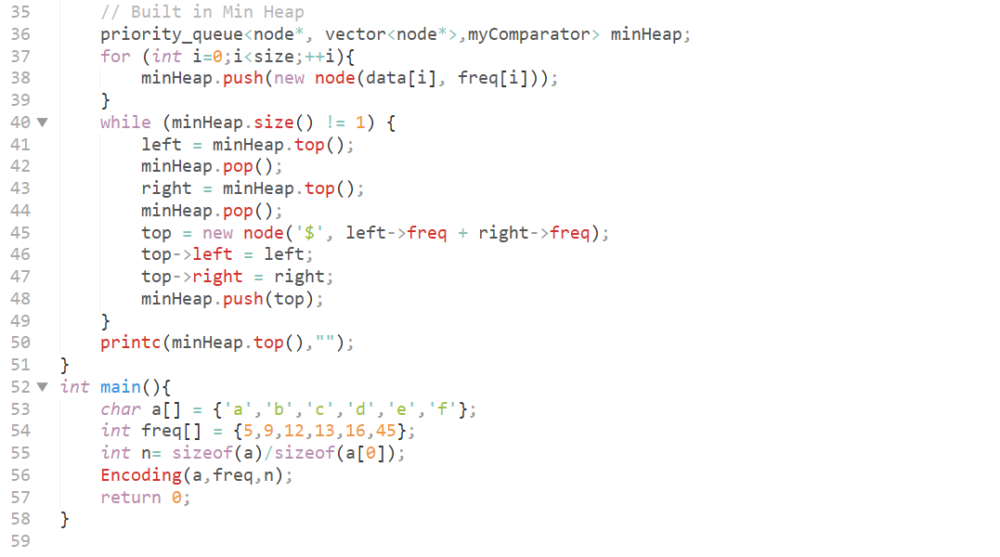 35 // Built in Min Heap
36 priority_queue<node*, vector<node*>,myComparator> minHeap;
37 for (int i=0;i<size;++i){
38 minHeap.push(new node(data[i], freq[i]));
39 }
40 while (minHeap.size() != 1) {
41 left = minHeap.top();
42 minHeap.pop();
43 right = minHeap.top();
44 minHeap.pop();
45 top = new node('$', left->freq + right->freq);
46 top->left = left;
47 top->right = right;
48 minHeap.push(top);
49 }
50 printc(minHeap.top(),"");
51 }
52 int main(){
53 char a[] = {'a','b','c','d','e','f'};
54 int freq[] = {5,9,12,13,16,45};
55 int n= sizeof(a)/sizeof(a[0]);
56 Encoding(a,freq,n);
57 return 0;
58 }
59